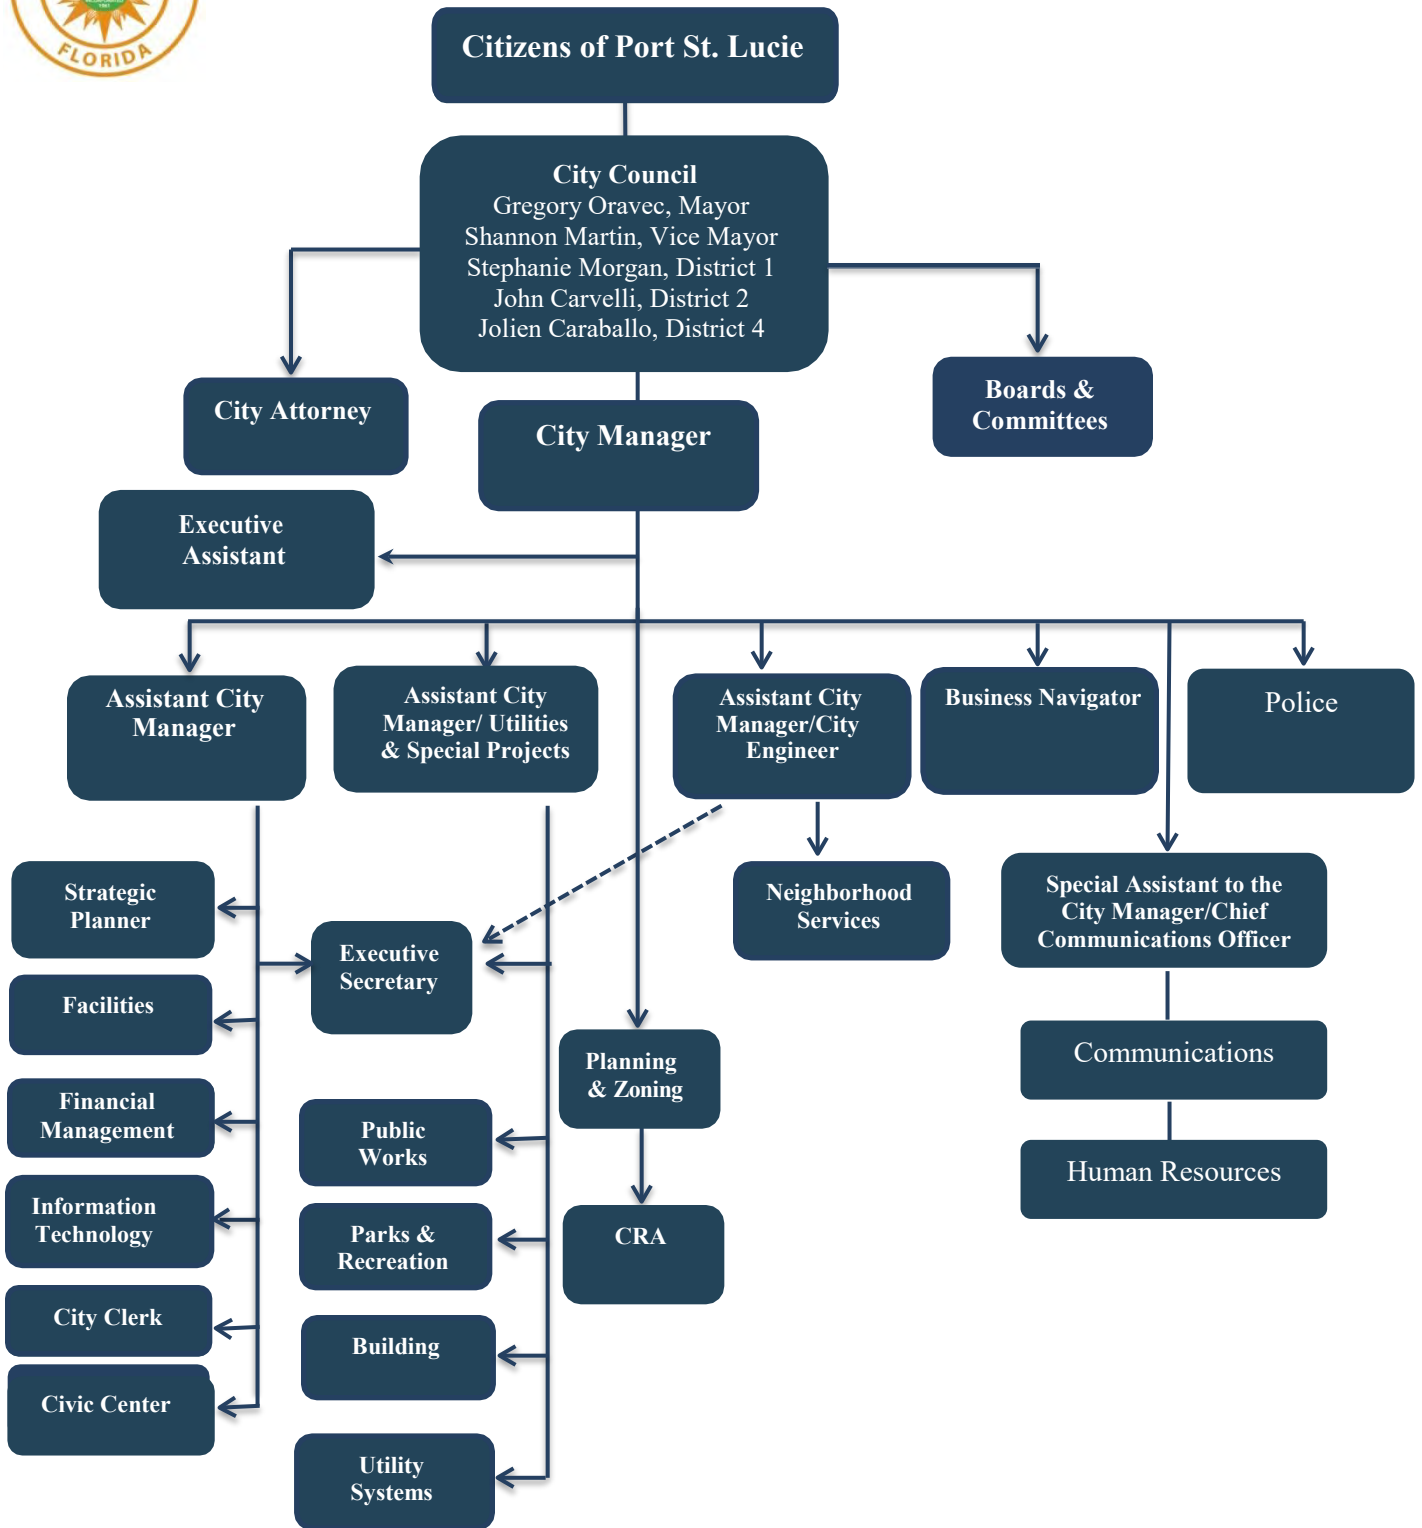 FLORIDA
1961
Citizens of Port St. Lucie
City Council
Gregory Oravec, Mayor
Shannon Martin, Vice Mayor
Stephanie Morgan, District 1
John Carvelli, District 2
Jolien Caraballo, District 4
City Attorney
City Manager
Boards &
Committees
Executive
Assistant
Assistant City
Manager
Assistant City
Manager/ Utilities
& Special Projects
Assistant City
Manager/City
Engineer
Business Navigator
Police
Strategic
Planner
Executive
Secretary
Neighborhood
Services
Special Assistant to the
City Manager/Chief
Communications Officer
Facilities
Planning
& Zoning
Communications
Financial
Management
Public
Works
Human Resources
Information
Technology
Parks &
Recreation
CRA
City Clerk
Building
Civic Center
Utility
Systems